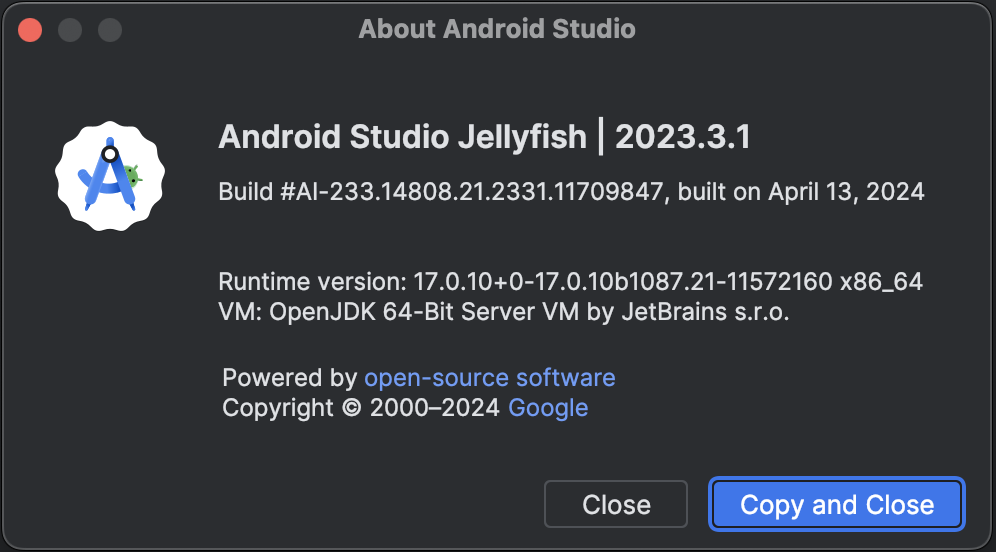 About Android Studio
Android Studio Jellyfish | 2023.3.1
Build #AI-233.14808.21.2331.11709847, built on April 13, 2024
Runtime version: 17.0.10+0-17.0.10b1087.21-11572160 x86_64
VM: OpenJDK 64-Bit Server VM by JetBrains s.r.o.
Powered by open-source software
Copyright © 2000–2024 Google
Close
Copy and Close